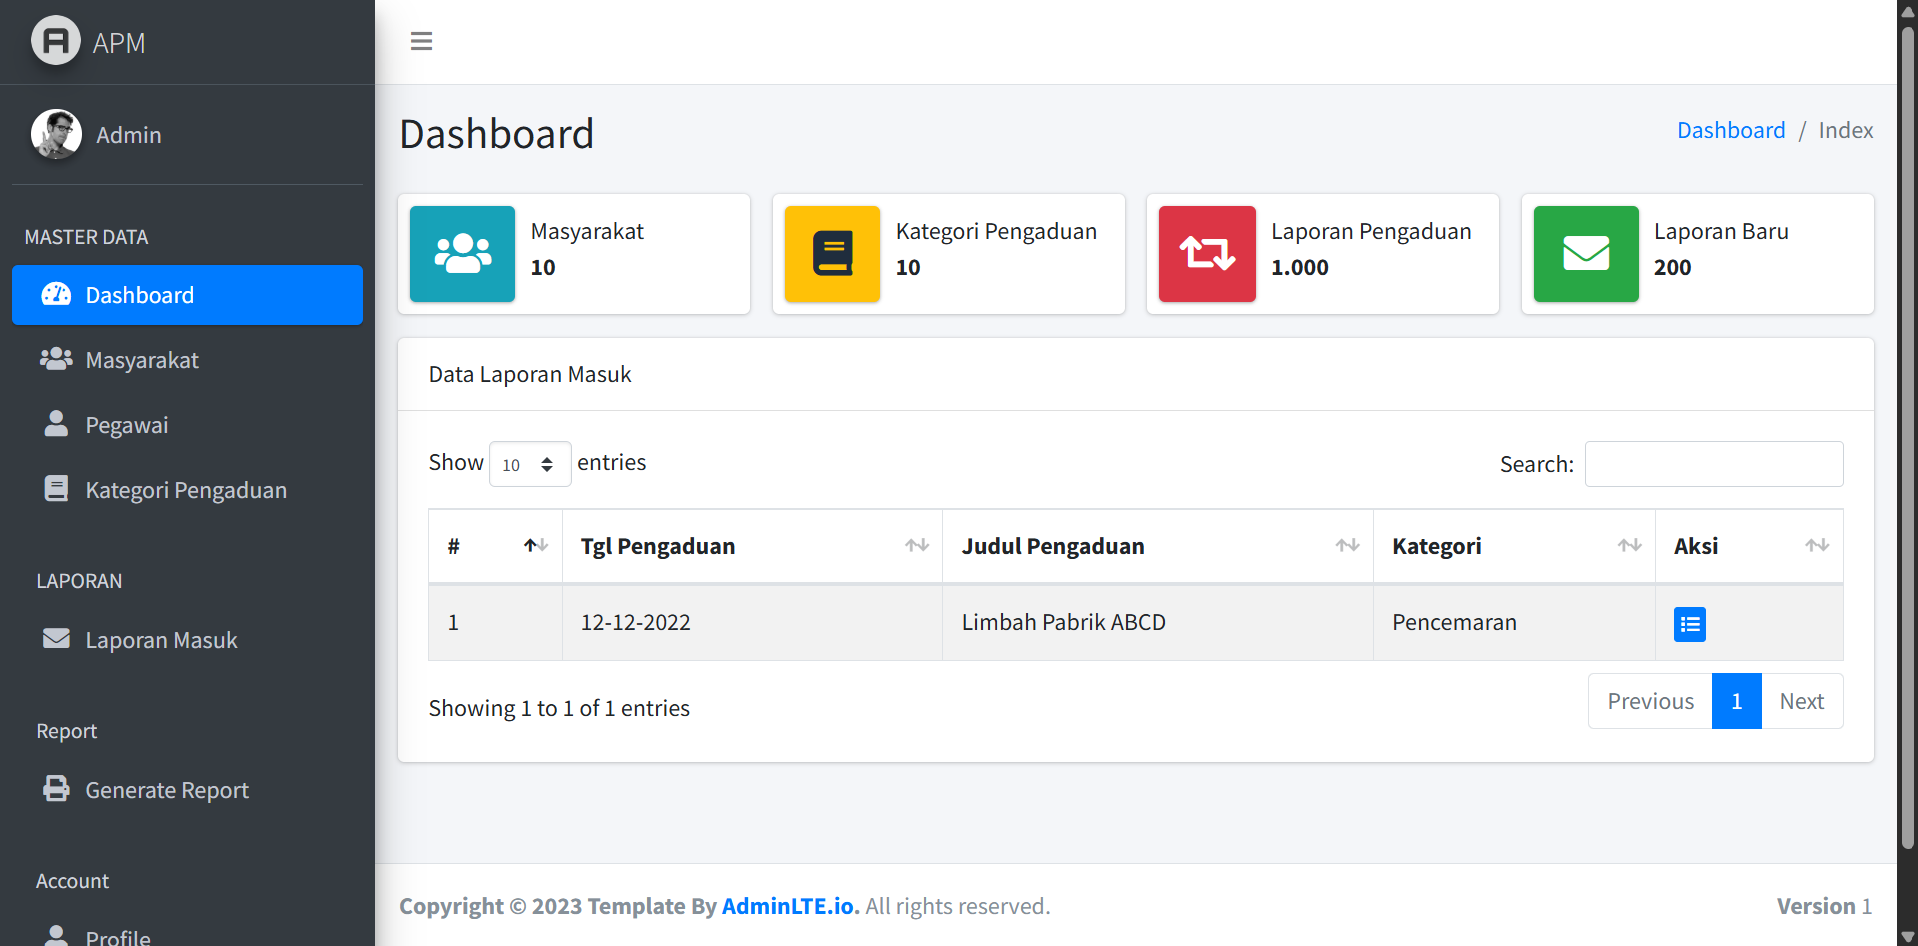 APM
Admin
MASTER DATA
Dashboard
Masyarakat
Pegawai
Kategori Pengaduan
LAPORAN
Laporan Masuk
Report
Generate Report
Account
Profile
Dashboard
Dashboard / Index
Masyarakat
10
Kategori Pengaduan
10
Laporan Pengaduan
1.000
Laporan Baru
200
Data Laporan Masuk
Show 10 entries
Search:
# Tgl Pengaduan Judul Pengaduan Kategori Aksi
1 12-12-2022 Limbah Pabrik ABCD Pencemaran
Showing 1 to 1 of 1 entries
Previous 1 Next
Copyright © 2023 Template By AdminLTE.io. All rights reserved.
Version 1